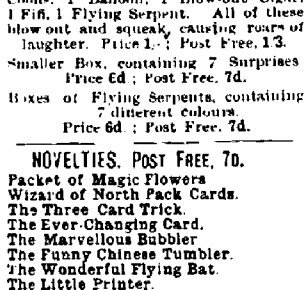 1 Fifi, 1 Flying Serpent. All of these
blow out and squeak, causing roars of
laughter. Price 1/-; Post Free, 1/3.
Smaller Box, containing 7 Surprises
Price 6d.; Post Free. 7d.
Boxes of Flying Serpents, containing
7 different colours.
Price 6d.; Post Free. 7d.
NOVELTIES, POST FREE, 7D.
Packet of Magic Flowers
Wizard of North Pack Cards.
The Three Card Trick.
The Ever-Changing Card.
The Marvellous Bubbler
The Funny Chinese Tumbler.
The Wonderful Flying Bat.
The Little Printer.